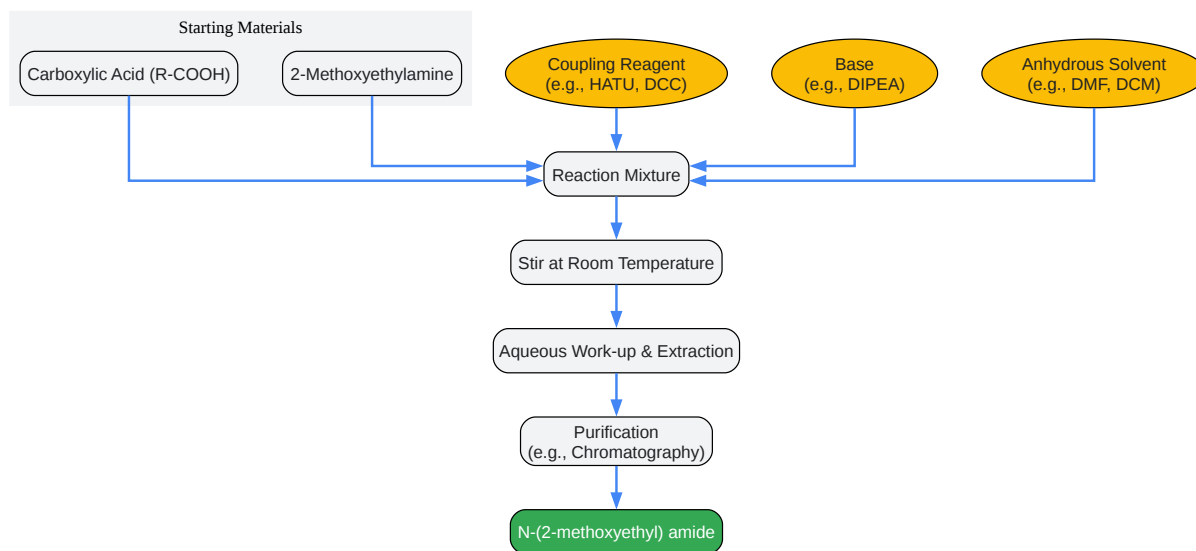 Starting Materials
Carboxylic Acid (R-COOH)
2-Methoxyethylamine
Coupling Reagent
(e.g., HATU, DCC)
Base
(e.g., DIPEA)
Anhydrous Solvent
(e.g., DMF, DCM)
Reaction Mixture
Stir at Room Temperature
Aqueous Work-up & Extraction
Purification
(e.g., Chromatography)
N-(2-methoxyethyl) amide